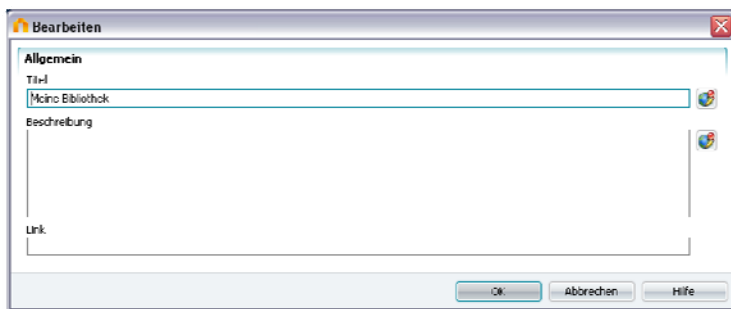 Bearbeiten
Allgemein
Titel
Meine Bibliothek
Beschreibung
Link
OK Abbrechen Hilfe